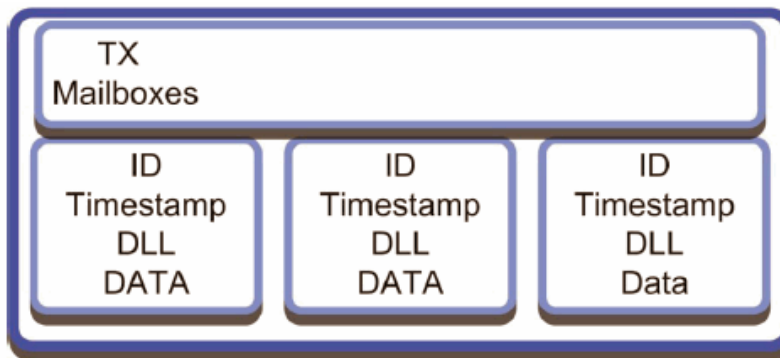 TX
Mailboxes
ID
Timestamp
DLL
DATA
ID
Timestamp
DLL
DATA
ID
Timestamp
DLL
Data